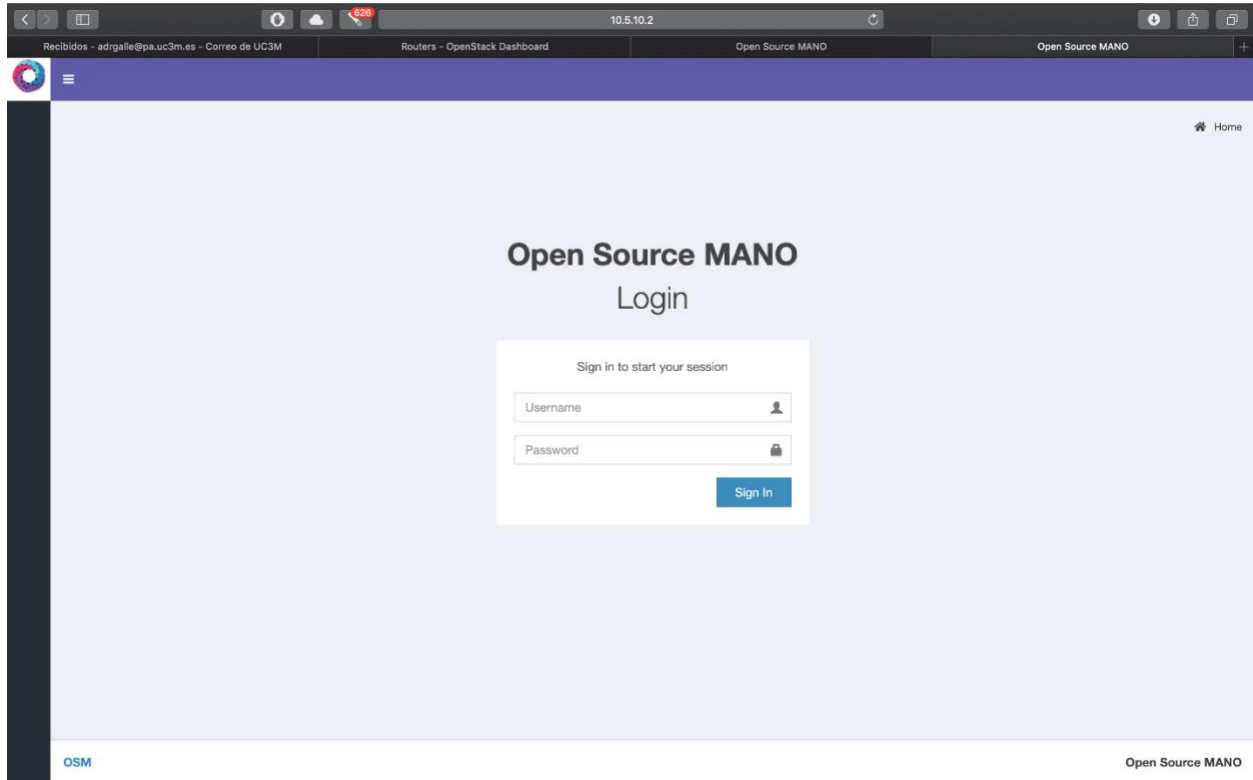 626
10.5.10.2
Recibidos - adrgalle@pa.uc3m.es - Correo de UC3M
Routers - OpenStack Dashboard
Open Source MANO
Open Source MANO
Home
Open Source MANO
Login
Sign in to start your session
Username
Password
Sign In
OSM
Open Source MANO